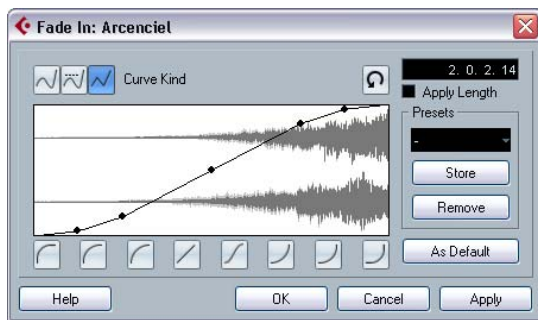 Fade In: Arcenciel
Curve Kind
2. 0. 2. 14
Apply Length
Presets
-
Store
Remove
As Default
Help
OK
Cancel
Apply